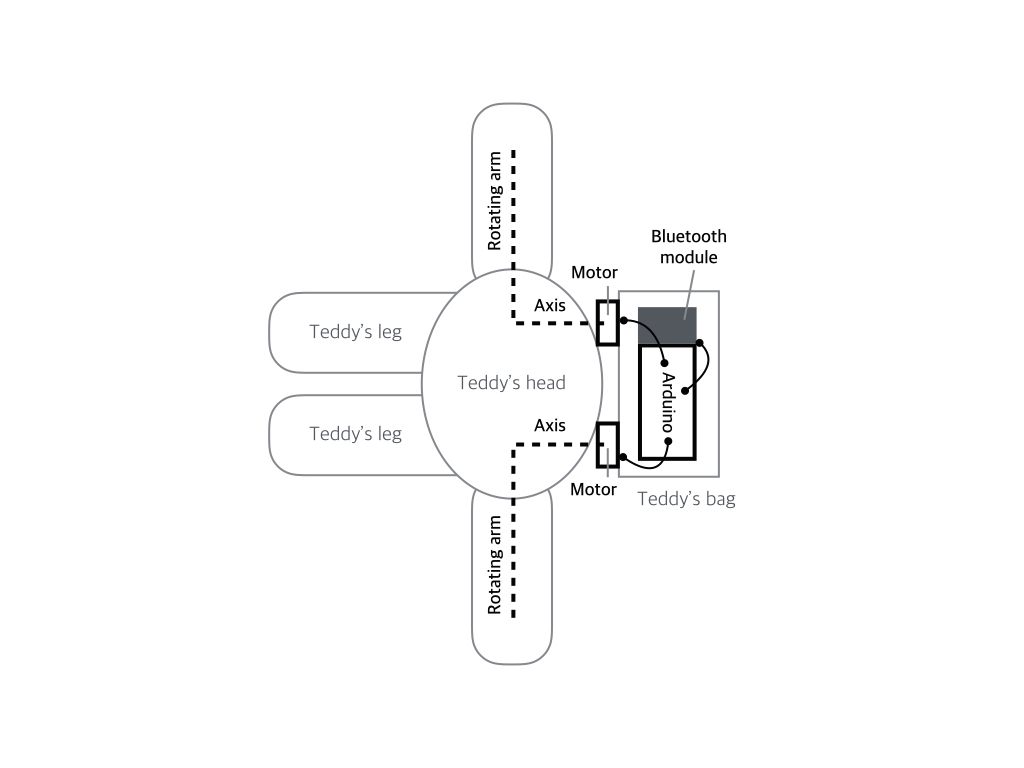 Rotating arm
Bluetooth
module
Motor
Axis
Teddy's leg
Teddy's head
Arduino
Teddy's leg
Axis
Motor
Teddy's bag
Rotating arm